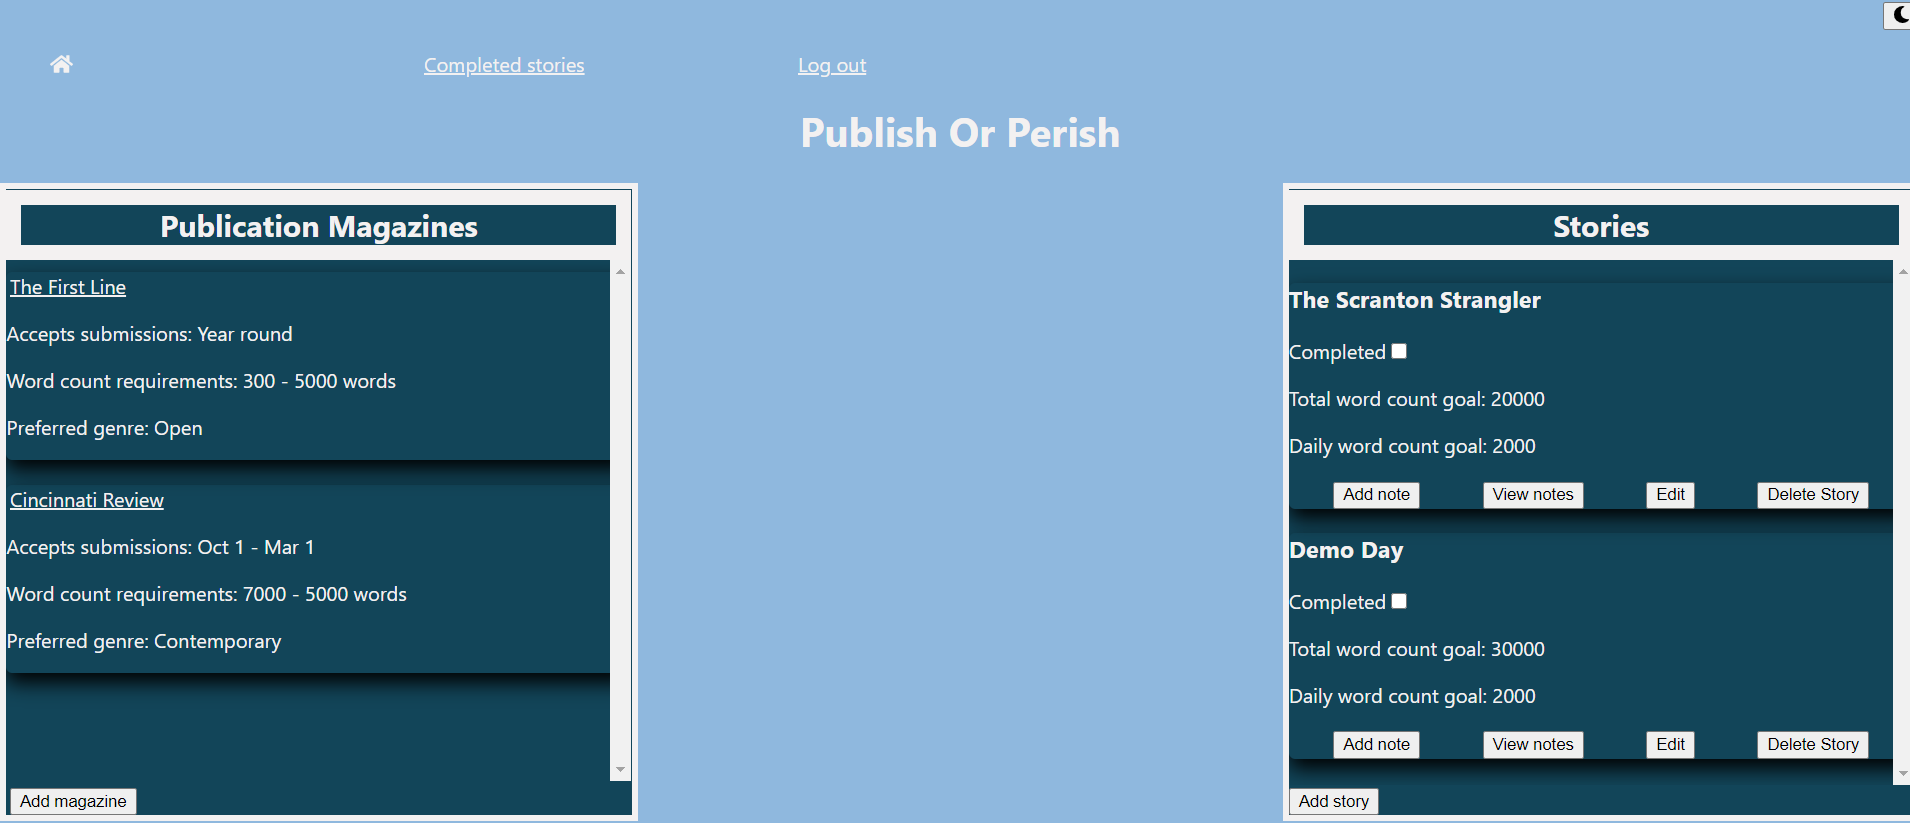 Completed stories
Log out
Publish Or Perish
Publication Magazines
The First Line
Accepts submissions: Year round
Word count requirements: 300 - 5000 words
Preferred genre: Open
Cincinnati Review
Accepts submissions: Oct 1 - Mar 1
Word count requirements: 7000 - 5000 words
Preferred genre: Contemporary
Add magazine
Stories
The Scranton Strangler
Completed
Total word count goal: 20000
Daily word count goal: 2000
Add note View notes Edit Delete Story
Demo Day
Completed
Total word count goal: 30000
Daily word count goal: 2000
Add note View notes Edit Delete Story
Add story